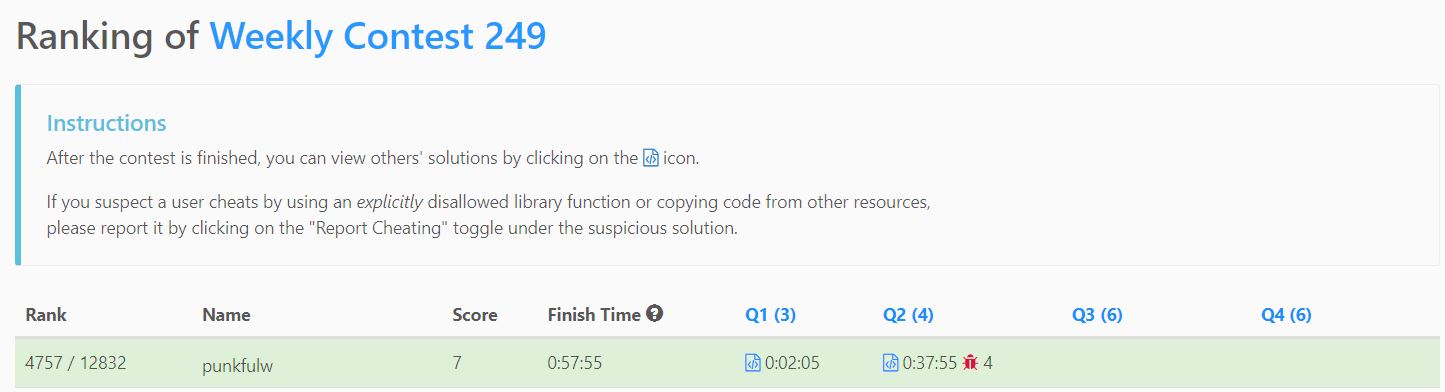 Ranking of Weekly Contest 249
Instructions
After the contest is finished, you can view others' solutions by clicking on the icon.
If you suspect a user cheats by using an explicitly disallowed library function or copying code from other resources,
please report it by clicking on the "Report Cheating" toggle under the suspicious solution.
Rank Name Score Finish Time ? Q1 (3) Q2 (4) Q3 (6) Q4 (6)
4757 / 12832 punkfulw 7 0:57:55 0:02:05 0:37:55 4